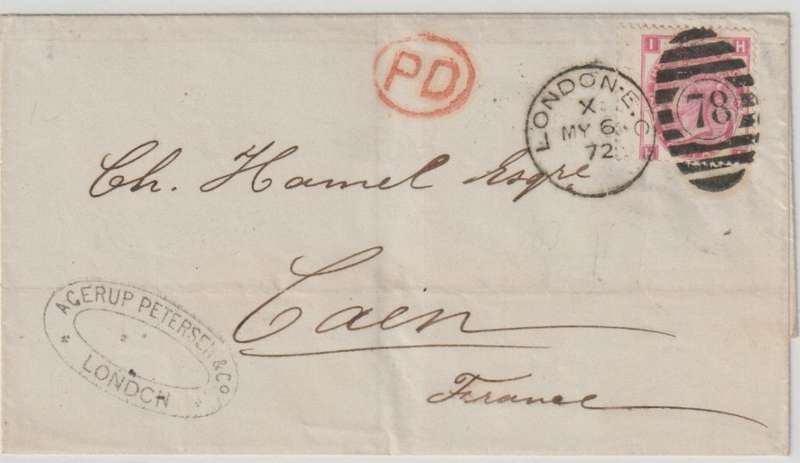 PD
I H
LONDON·E.C
X
MY 6
72
78
H
Ch. Hamel Esqre
Caen
France
AGERUP PETERSEN & Co
LONDON